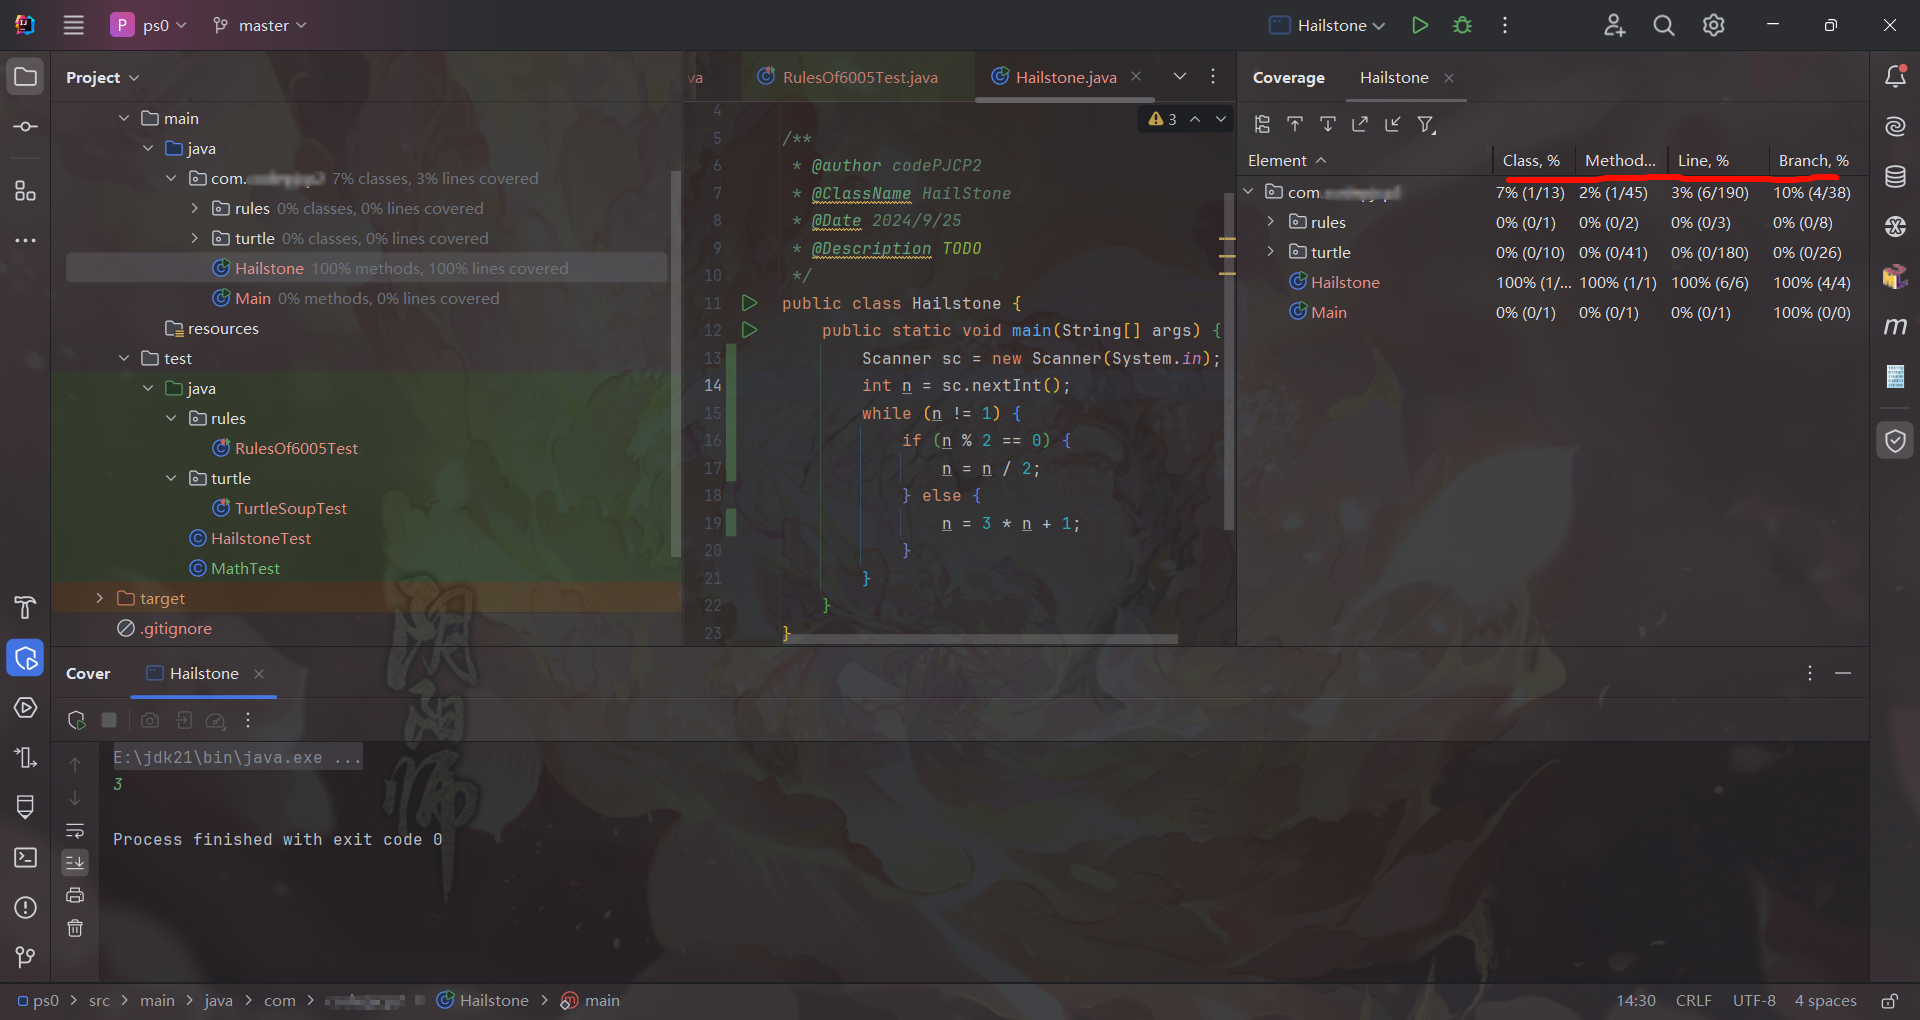 P ps0 master Hailstone
Project
main
java
com. 7% classes, 3% lines covered
rules 0% classes, 0% lines covered
turtle 0% classes, 0% lines covered
Hailstone 100% methods, 100% lines covered
Main 0% methods, 0% lines covered
resources
test
java
rules
RulesOf6005Test
turtle
TurtleSoupTest
HailstoneTest
MathTest
target
.gitignore
va RulesOf6005Test.java Hailstone.java
3
4
5 /**
6 * @author codePJCP2
7 * @ClassName HailStone
8 * @Date 2024/9/25
9 * @Description TODO
10 */
11 public class Hailstone {
12 public static void main(String[] args) {
13 Scanner sc = new Scanner(System.in);
14 int n = sc.nextInt();
15 while (n != 1) {
16 if (n % 2 == 0) {
17 n = n / 2;
18 } else {
19 n = 3 * n + 1;
20 }
21 }
22 }
23 }
Coverage Hailstone
Element Class, % Method... Line, % Branch, %
com. 7% (1/13) 2% (1/45) 3% (6/190) 10% (4/38)
rules 0% (0/1) 0% (0/2) 0% (0/3) 0% (0/8)
turtle 0% (0/10) 0% (0/41) 0% (0/180) 0% (0/26)
Hailstone 100% (1/... 100% (1/1) 100% (6/6) 100% (4/4)
Main 0% (0/1) 0% (0/1) 0% (0/1) 100% (0/0)
m
Cover Hailstone
E:\jdk21\bin\java.exe ...
3
Process finished with exit code 0
阴阳师
ps0 > src > main > java > com > Hailstone > main
14:30 CRLF UTF-8 4 spaces